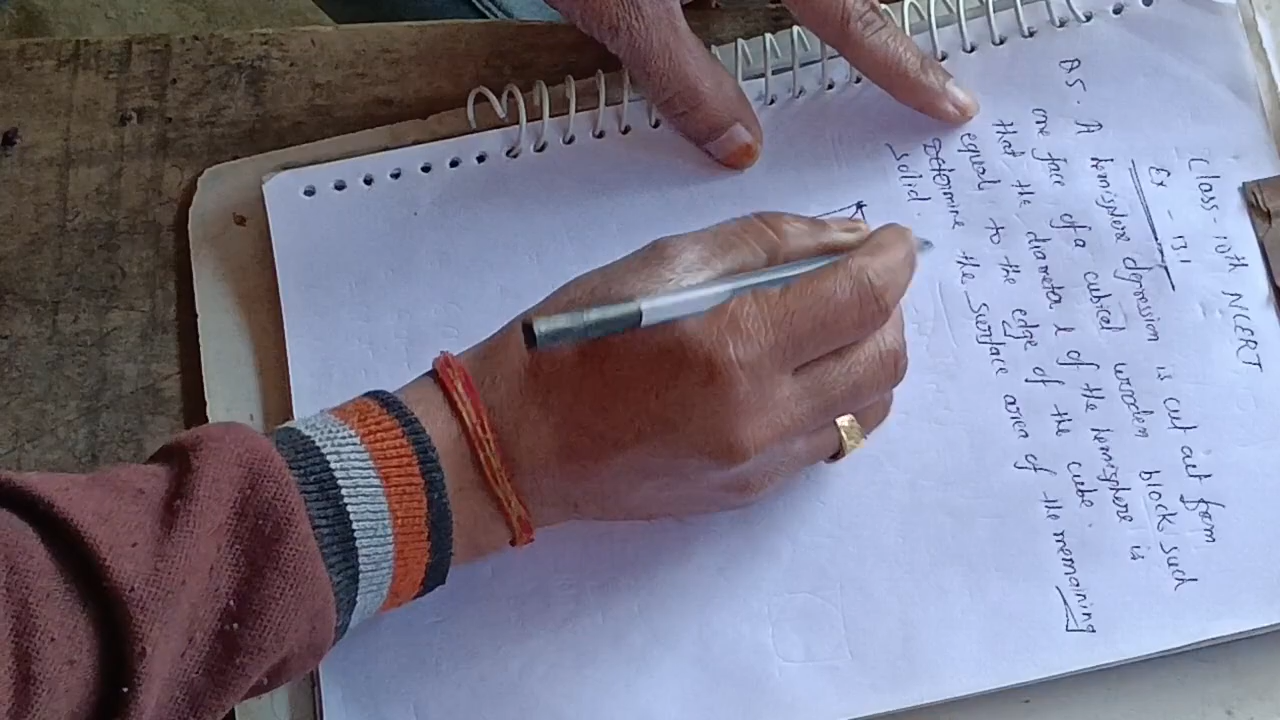 Class-10th NCERT
Ex - 13.1
Q5. A hemisphere depression is cut out from
one face of a cubical wooden block such
that the diameter l of the hemisphere is
equal to the edge of the cube.
Determine the surface area of the remaining
solid.